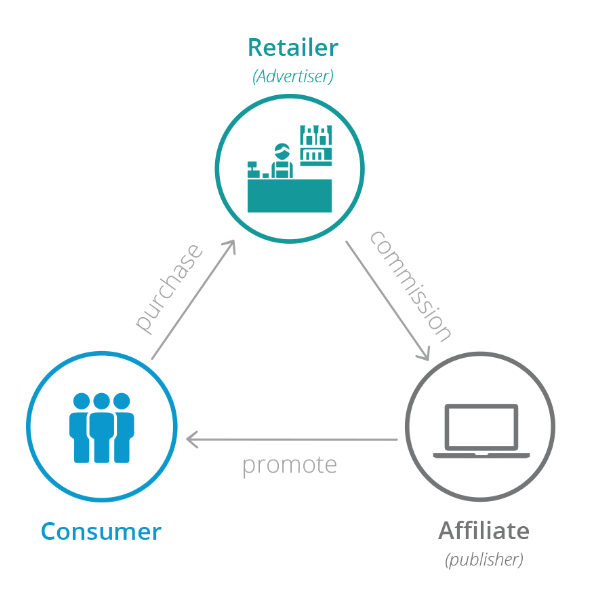 Retailer
(Advertiser)
purchase
commission
promote
Consumer
Affiliate
(publisher)